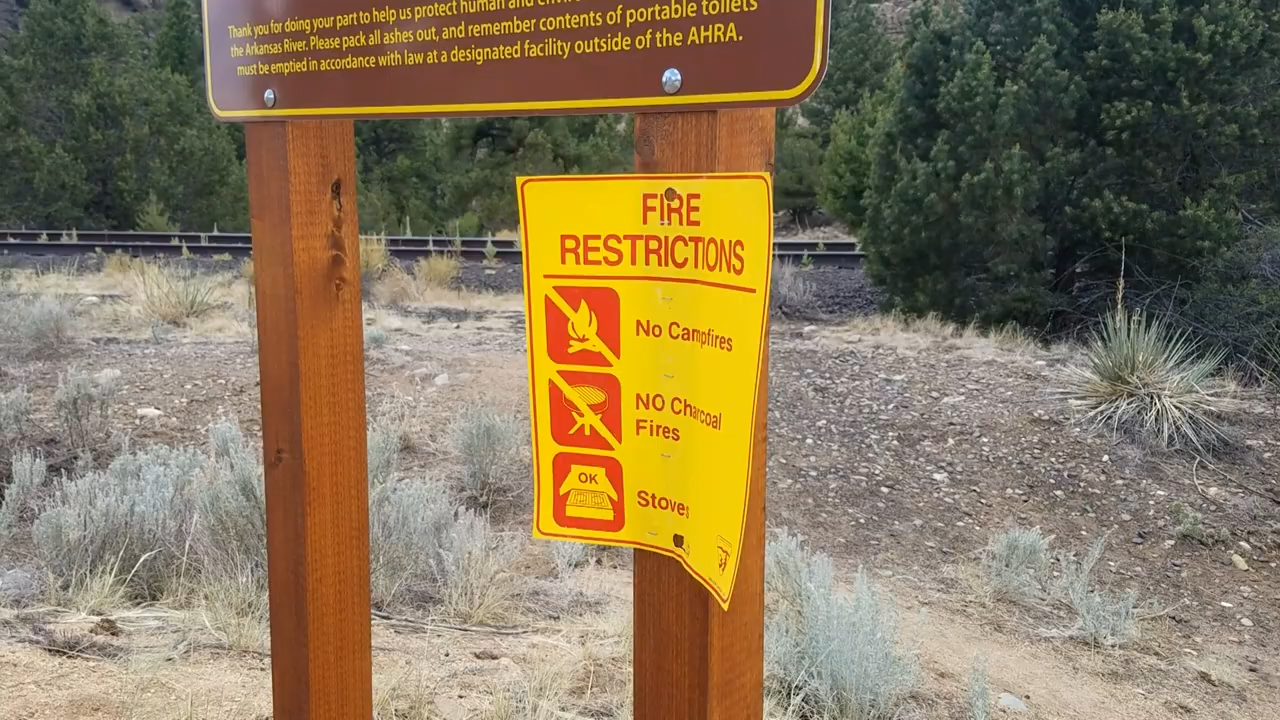 Thank you for doing your part to help us protect human and
the Arkansas River. Please pack all ashes out, and remember contents of portable toilets
must be emptied in accordance with law at a designated facility outside of the AHRA.
FIRE
RESTRICTIONS
No Campfires
NO Charcoal
Fires
OK
Stoves